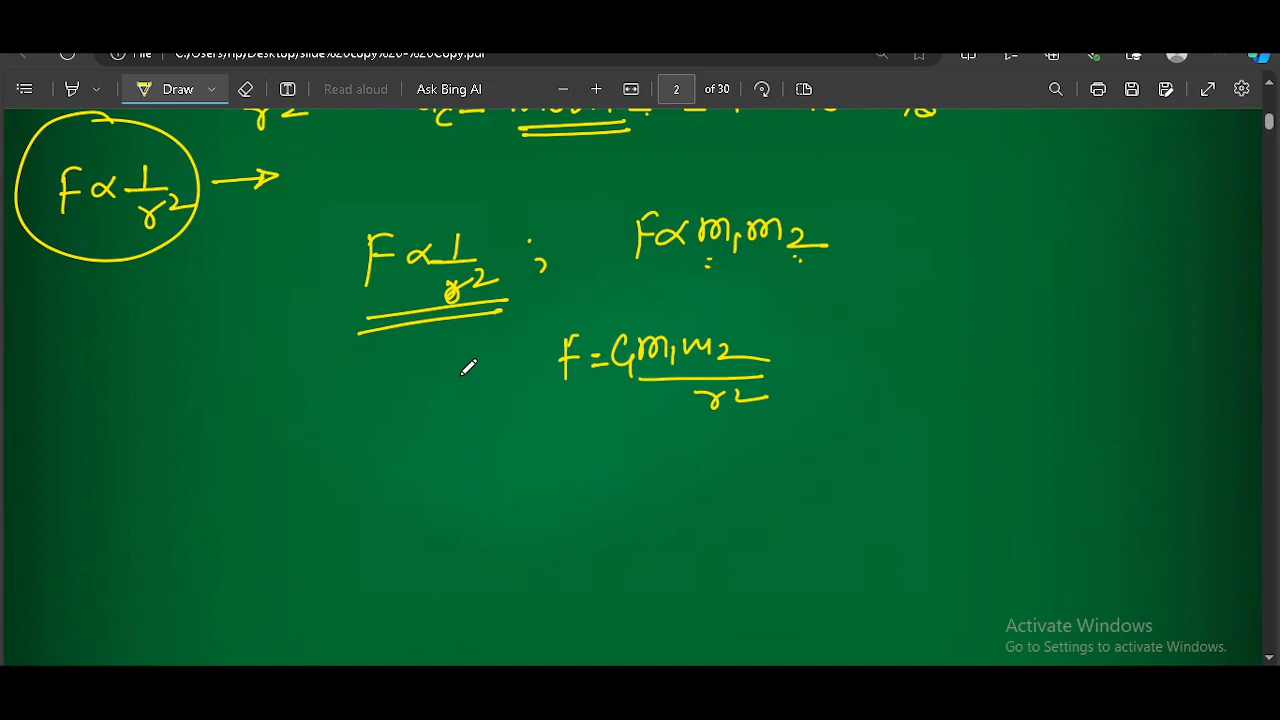 File C:/Users/hp/Desktop/slide%20copy%20-%20Copy.pdf
Draw Read aloud Ask Bing AI 2 of 30
r²
F ∝ 1/r² →
F ∝ 1/r² ; F ∝ m₁m₂
F = Gm₁m₂/r²
Activate Windows
Go to Settings to activate Windows.